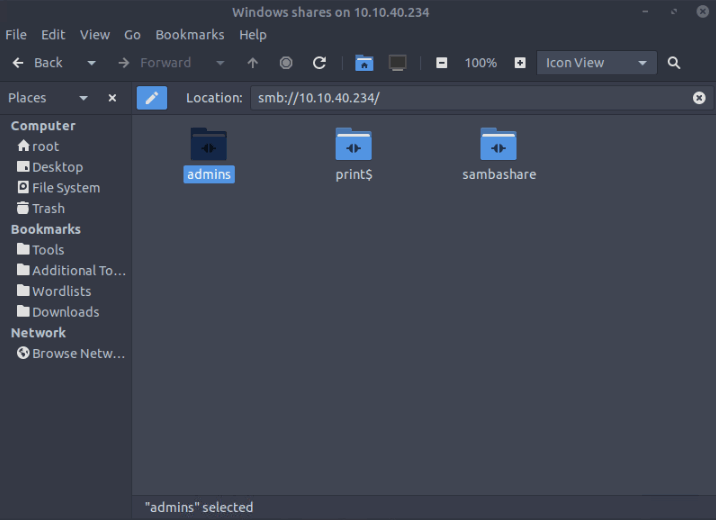 Windows shares on 10.10.40.234
File Edit View Go Bookmarks Help
Back Forward 100% Icon View
Places Location: smb://10.10.40.234/
Computer
root
Desktop
File System
Trash
Bookmarks
Tools
Additional To...
Wordlists
Downloads
Network
Browse Netw...
admins print$ sambashare
"admins" selected